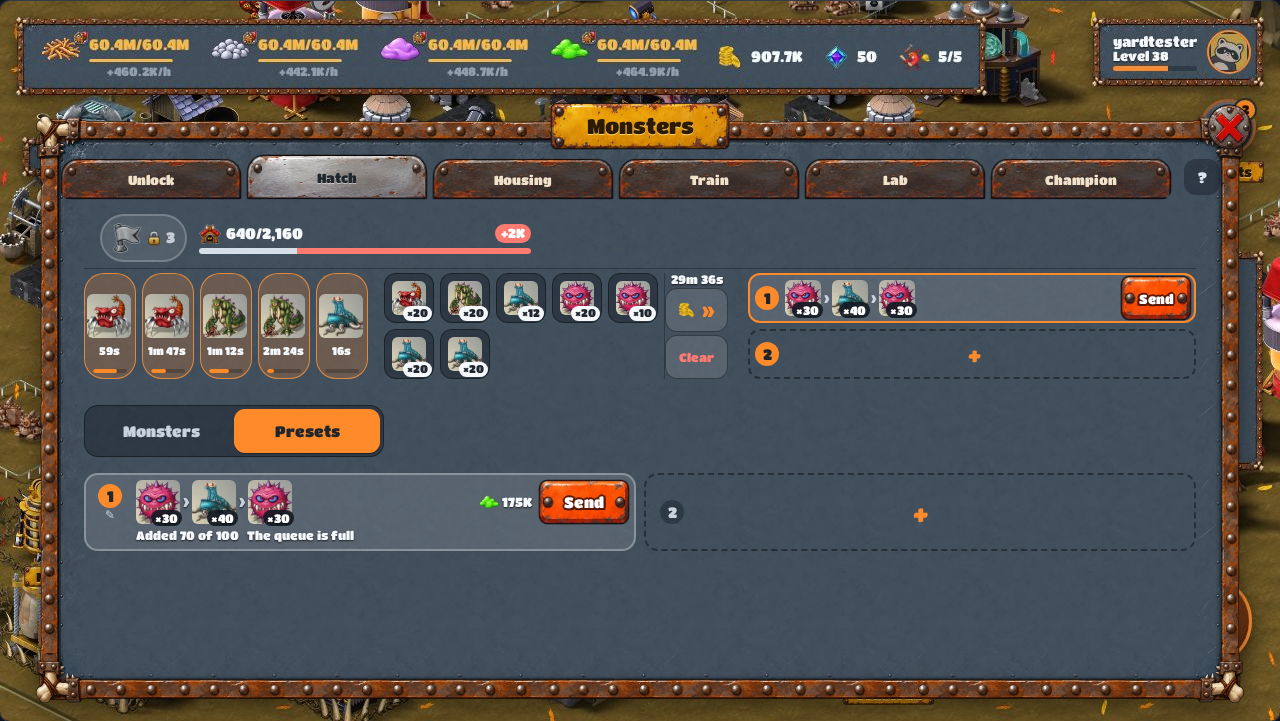 60.4M/60.4M
+460.2K/h
60.4M/60.4M
+442.1K/h
60.4M/60.4M
+448.7K/h
60.4M/60.4M
+464.9K/h
907.7K
50
5/5
yardtester
Level 38
Monsters
Unlock
Hatch
Housing
Train
Lab
Champion
?
3
640/2,160
+2K
59s
1m 47s
1m 12s
2m 24s
16s
×20
×20
×12
×20
×10
×20
×20
29m 36s
Clear
1
×30
×40
×30
Send
2
+
Monsters
Presets
1
×30
×40
×30
175K
Send
Added 70 of 100 The queue is full
2
+